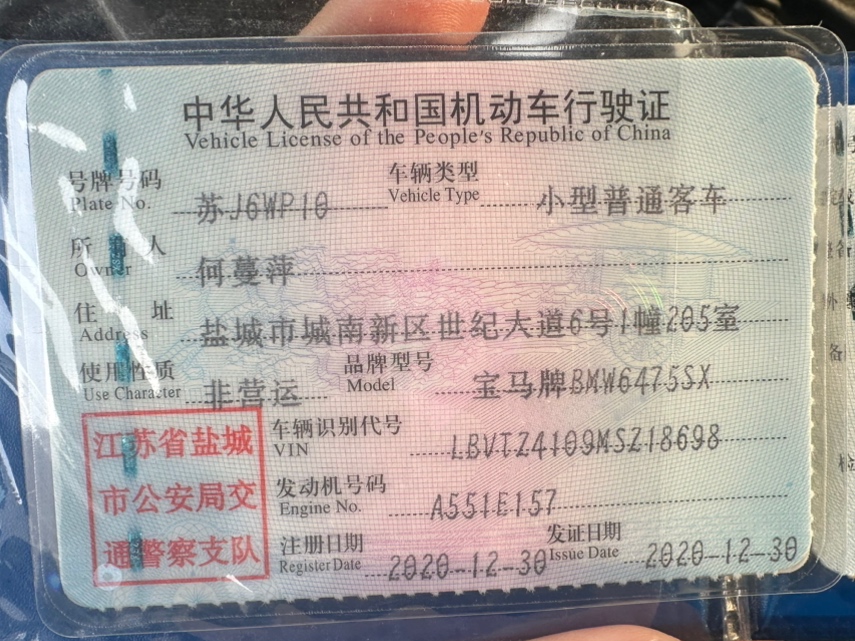 中华人民共和国机动车行驶证
Vehicle License of the People's Republic of China
号牌号码 苏J6WP10 车辆类型 小型普通客车
Plate No. Vehicle Type
所有人 何蔓萍
Owner
住址 盐城市城南新区世纪大道6号1幢205室
Address
使用性质 非营运 品牌型号 宝马牌BMW6475SX
Use Character Model
江苏省盐城
市公安局交
通警察支队
车辆识别代号 LBVTZ4109MSZ18698
VIN
发动机号码 A551E157
Engine No.
注册日期 2020-12-30 发证日期 2020-12-30
Register Date Issue Date